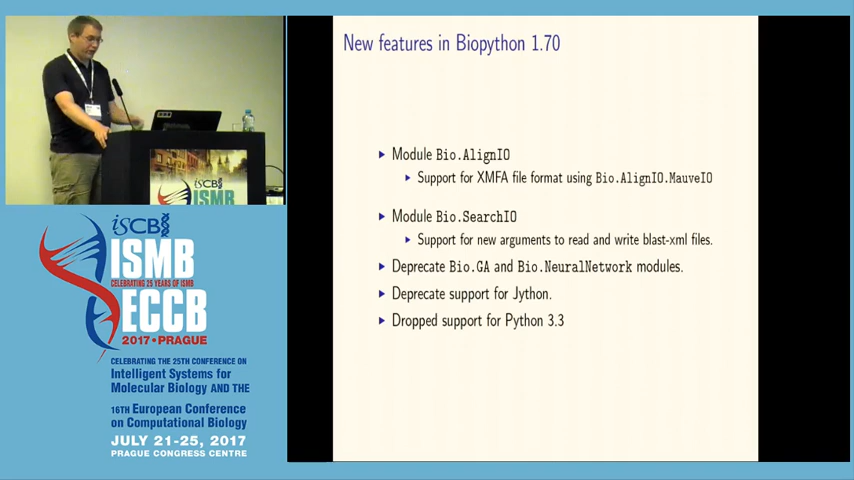 New features in Biopython 1.70
Module Bio.AlignIO
Support for XMFA file format using Bio.AlignIO.MauveIO
Module Bio.SearchIO
Support for new arguments to read and write blast-xml files.
Deprecate Bio.GA and Bio.NeuralNetwork modules.
Deprecate support for Jython.
Dropped support for Python 3.3
iSCB
ISMB
iSCB
ISMB
CELEBRATING 25 YEARS OF ISMB
ECCB
2017 • PRAGUE
CELEBRATING THE 25TH CONFERENCE ON
Intelligent Systems for
Molecular Biology AND THE
16TH European Conference
on Computational Biology
JULY 21-25, 2017
PRAGUE CONGRESS CENTRE